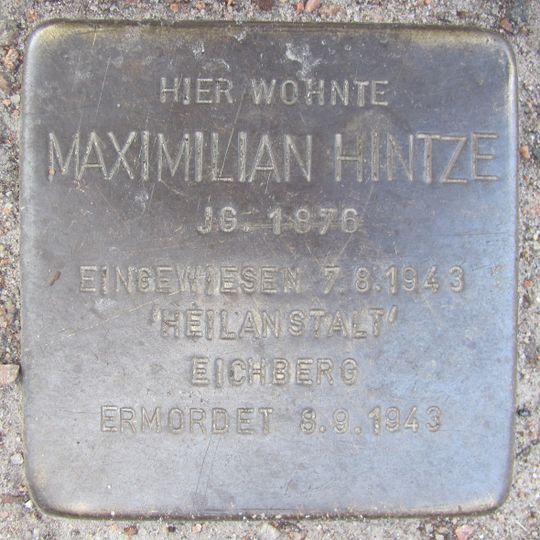 HIER WOHNTE
MAXIMILIAN HINTZE
JG. 1876
EINGEWIESEN 7.8.1943
'HEILANSTALT'
EICHBERG
ERMORDET 8.9.1943